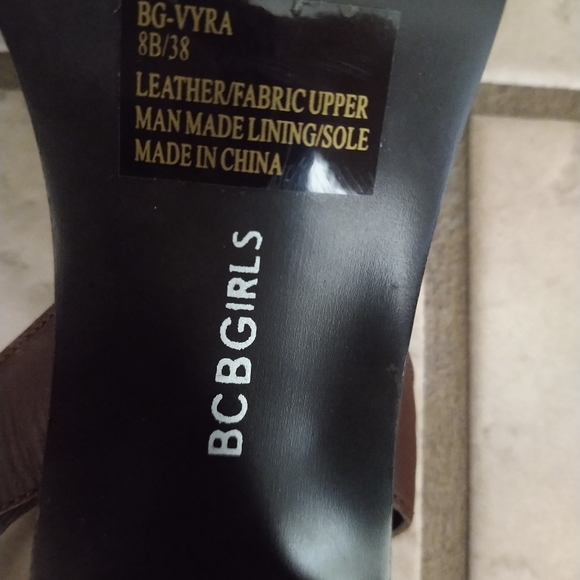 BG-VYRA
8B/38
LEATHER/FABRIC UPPER
MAN MADE LINING/SOLE
MADE IN CHINA
BCBGIRLS